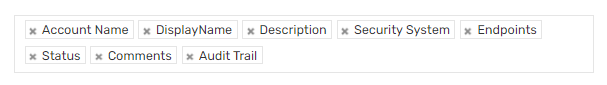 × Account Name × DisplayName × Description × Security System × Endpoints
× Status × Comments × Audit Trail